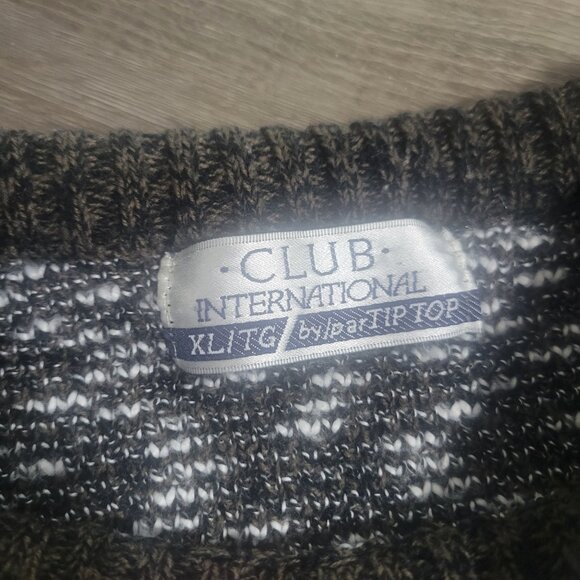 · CLUB ·
INTERNATIONAL
XL/TG/ by/par TIP TOP